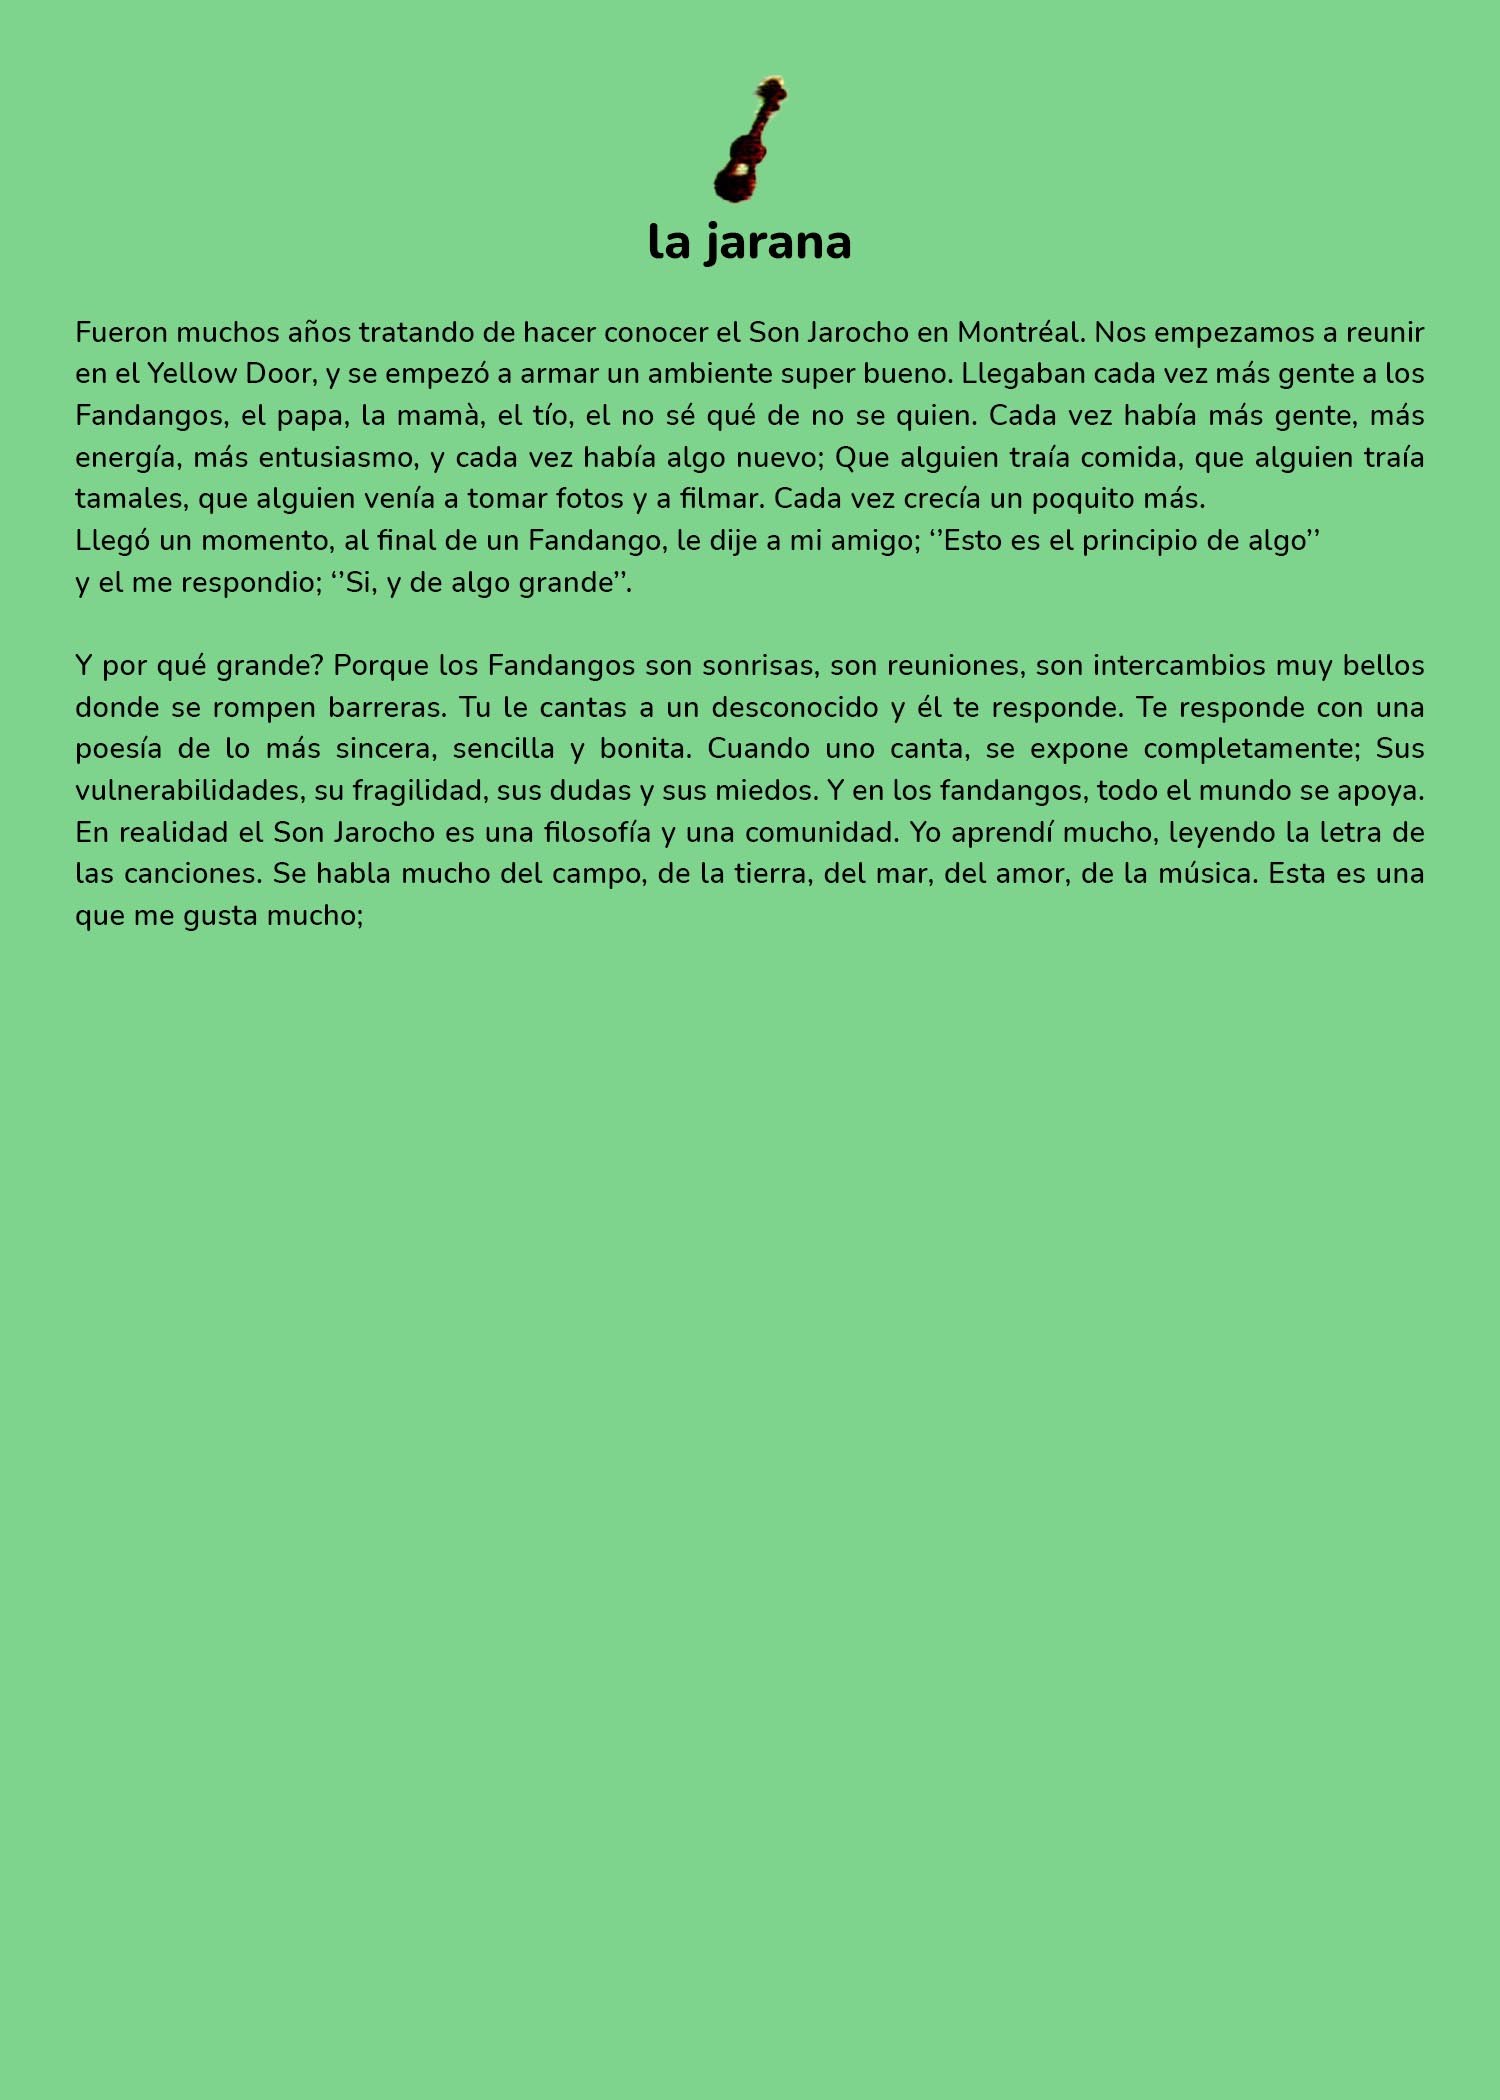 la jarana
Fueron muchos años tratando de hacer conocer el Son Jarocho en Montréal. Nos empezamos a reunir
en el Yellow Door, y se empezó a armar un ambiente super bueno. Llegaban cada vez más gente a los
Fandangos, el papa, la mamà, el tío, el no sé qué de no se quien. Cada vez había más gente, más
energía, más entusiasmo, y cada vez había algo nuevo; Que alguien traía comida, que alguien traía
tamales, que alguien venía a tomar fotos y a filmar. Cada vez crecía un poquito más.
Llegó un momento, al final de un Fandango, le dije a mi amigo; ‘’Esto es el principio de algo’’
y el me respondio; ‘’Si, y de algo grande’’.
Y por qué grande? Porque los Fandangos son sonrisas, son reuniones, son intercambios muy bellos
donde se rompen barreras. Tu le cantas a un desconocido y él te responde. Te responde con una
poesía de lo más sincera, sencilla y bonita. Cuando uno canta, se expone completamente; Sus
vulnerabilidades, su fragilidad, sus dudas y sus miedos. Y en los fandangos, todo el mundo se apoya.
En realidad el Son Jarocho es una filosofía y una comunidad. Yo aprendí mucho, leyendo la letra de
las canciones. Se habla mucho del campo, de la tierra, del mar, del amor, de la música. Esta es una
que me gusta mucho;